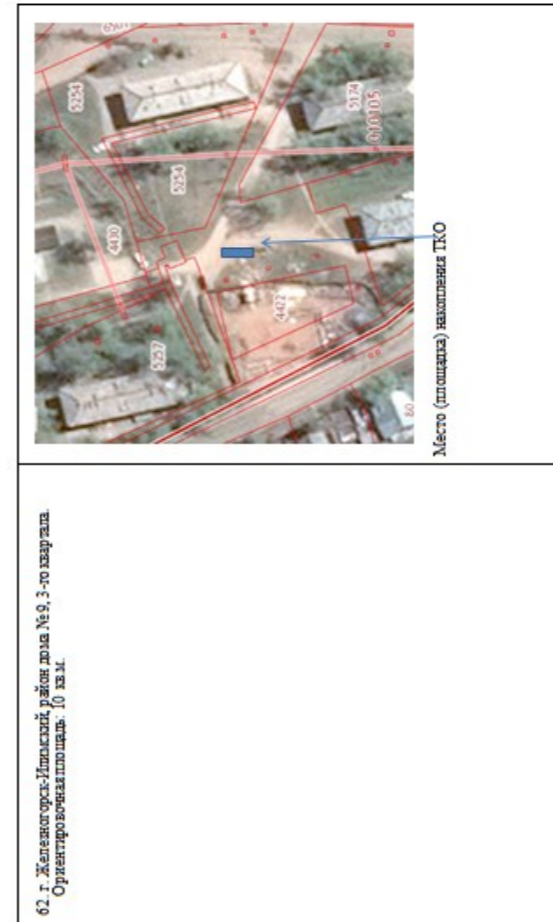 62. г. Железногорск-Илимский, район дома №9, 3-го квартала.
Ориентировочная площадь: 10 кв.м.
5254
5174
010105
5254
4430
4422
5257
80
Место (площадка) накопления ТКО